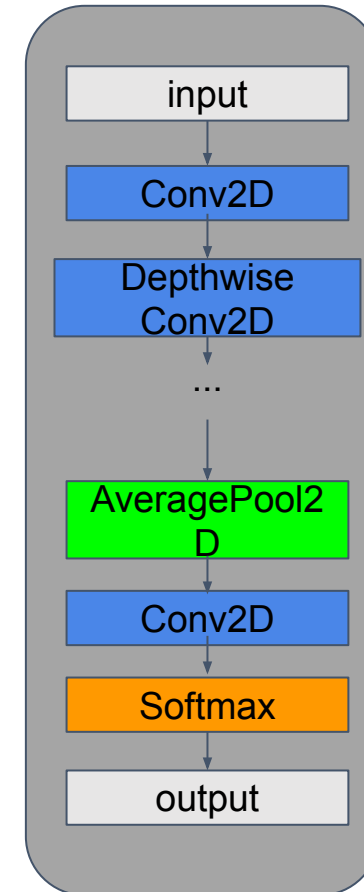 input
Conv2D
Depthwise
Conv2D
...
AveragePool2
D
Conv2D
Softmax
output